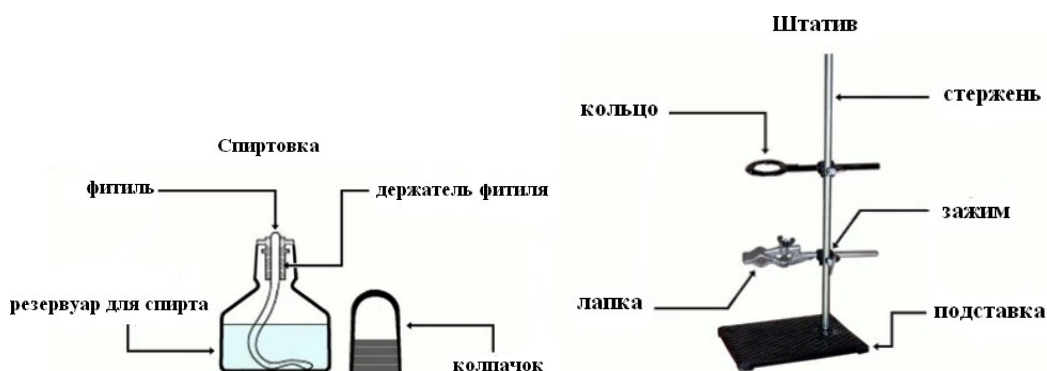 Спиртовка
фитиль
держатель фитиля
резервуар для спирта
колпачок
Штатив
кольцо
стержень
зажим
лапка
подставка